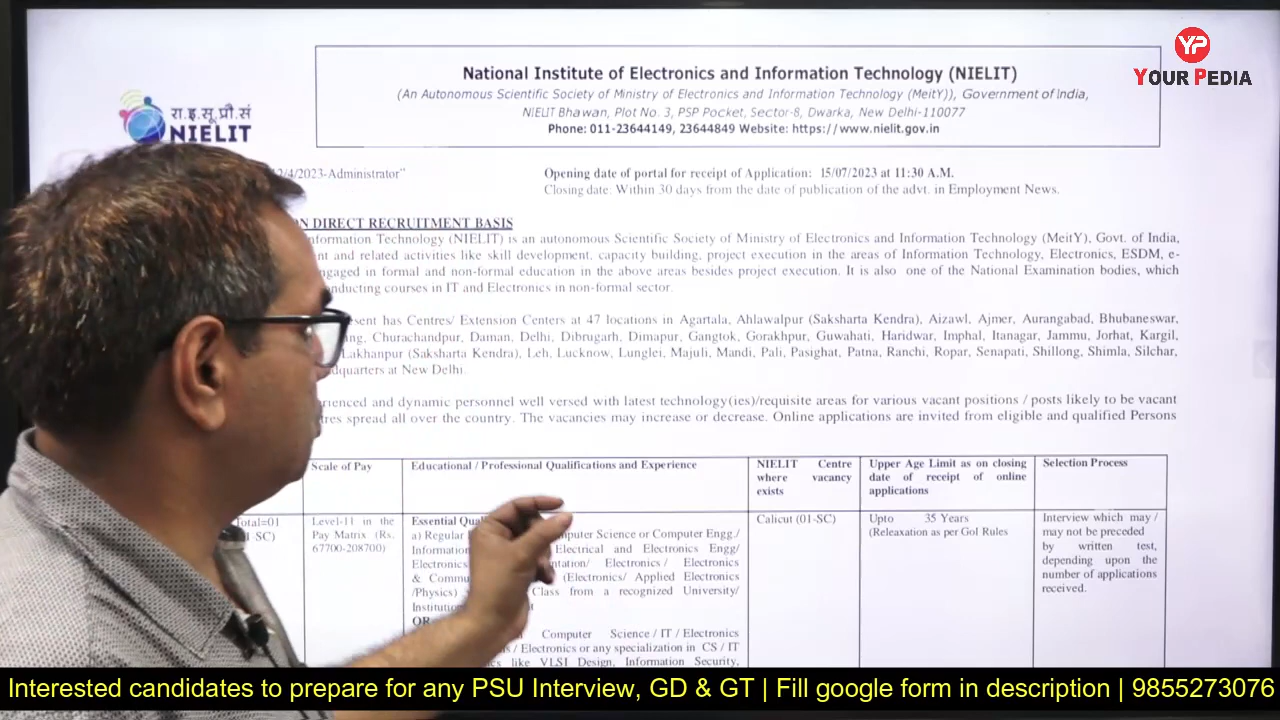 YP
YOUR PEDIA
रा.इ.सू.प्रौ.सं
NIELIT
National Institute of Electronics and Information Technology (NIELIT)
(An Autonomous Scientific Society of Ministry of Electronics and Information Technology (MeitY)), Government of India,
NIELIT Bhawan, Plot No. 3, PSP Pocket, Sector-8, Dwarka, New Delhi-110077
Phone: 011-23644149, 23644849 Website: https://www.nielit.gov.in
/4/2023-Administrator" Opening date of portal for receipt of Application: 15/07/2023 at 11:30 A.M.
Closing date: Within 30 days from the date of publication of the advt. in Employment News.
DIRECT RECRUITMENT BASIS
Information Technology (NIELIT) is an autonomous Scientific Society of Ministry of Electronics and Information Technology (MeitY), Govt. of India,
and related activities like skill development, capacity building, project execution in the areas of Information Technology, Electronics, ESDM, e-
in formal and non-formal education in the above areas besides project execution. It is also one of the National Examination bodies, which
courses in IT and Electronics in non-formal sector.
has Centres/ Extension Centers at 47 locations in Agartala, Ahlawalpur (Saksharta Kendra), Aizawl, Ajmer, Aurangabad, Bhubaneswar,
Churachandpur, Daman, Delhi, Dibrugarh, Dimapur, Gangtok, Gorakhpur, Guwahati, Haridwar, Imphal, Itanagar, Jammu, Jorhat, Kargil,
Lakhanpur (Saksharta Kendra), Leh, Lucknow, Lunglei, Majuli, Mandi, Pali, Pasighat, Patna, Ranchi, Ropar, Senapati, Shillong, Shimla, Silchar,
at New Delhi.
and dynamic personnel well versed with latest technology(ies)/requisite areas for various vacant positions / posts likely to be vacant
spread all over the country. The vacancies may increase or decrease. Online applications are invited from eligible and qualified Persons
Scale of Pay
Educational / Professional Qualifications and Experience
NIELIT Centre
where vacancy
exists
Upper Age Limit as on closing
date of receipt of online
applications
Selection Process
Total=01
SC)
Level-11 in the
Pay Matrix (Rs.
67700-208700)
Essential
a) Regular Computer Science or Computer Engg./
Information Electrical and Electronics Engg/
Electronics Electronics / Electronics
& (Electronics/ Applied Electronics
/Physics) Class from a recognized University/
OR
Computer Science / IT / Electronics
/ Electronics or any specialization in CS / IT
like VLSI Design, Information Security,
Calicut (01-SC)
Upto 35 Years
(Releaxation as per GoI Rules
Interview which may /
may not be preceded
by written test,
depending upon the
number of applications
received.
Interested candidates to prepare for any PSU Interview, GD & GT | Fill google form in description | 9855273076